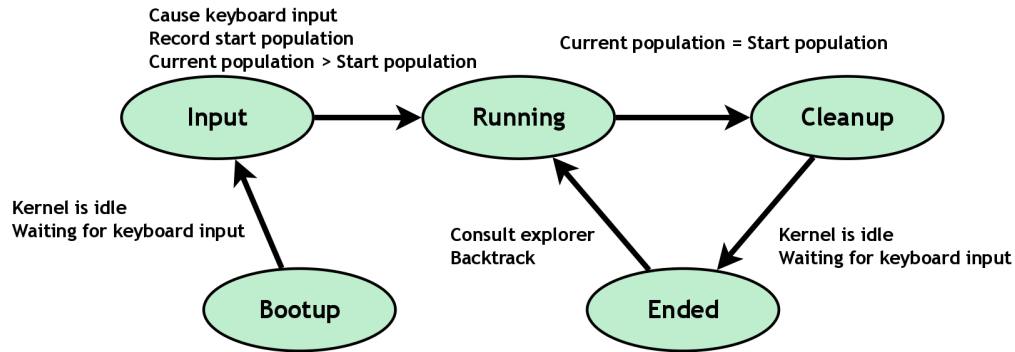 Cause keyboard input
Record start population
Current population > Start population
Current population = Start population
Input
Running
Cleanup
Kernel is idle
Waiting for keyboard input
Consult explorer
Backtrack
Kernel is idle
Waiting for keyboard input
Bootup
Ended